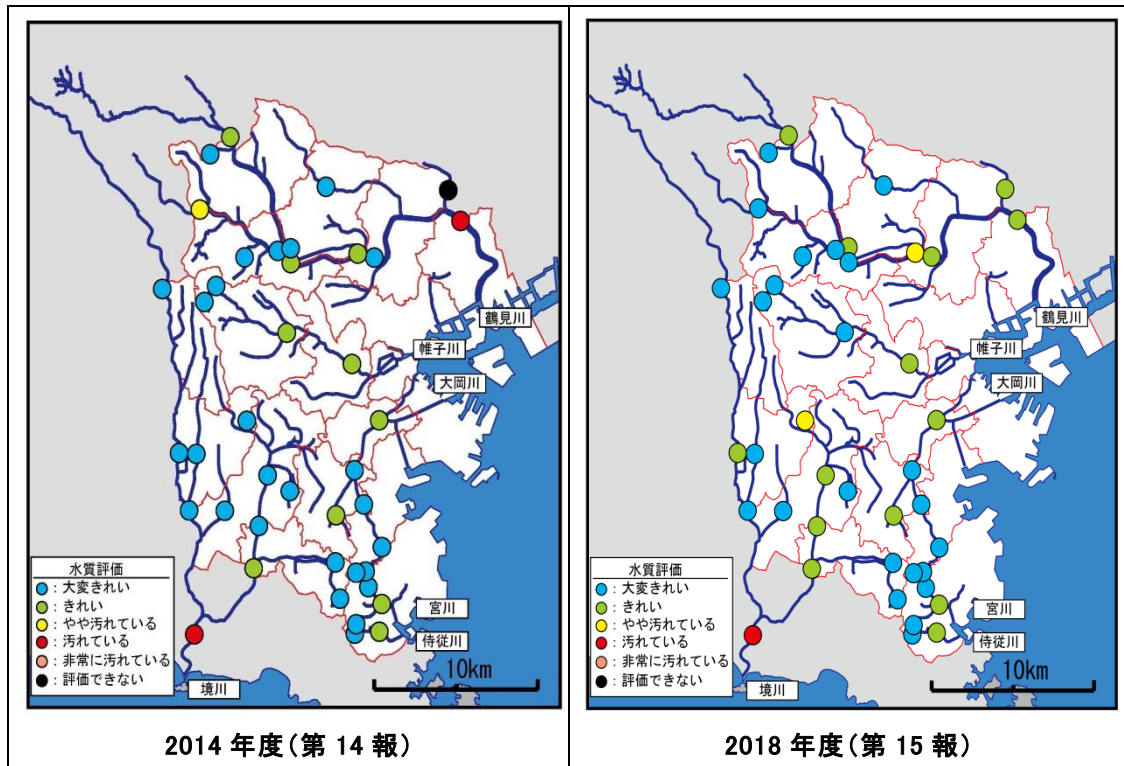 鶴見川
帷子川
大岡川
宮川
侍従川
境川
10km
水質評価
:大変きれい
:きれい
:やや汚れている
:汚れている
:非常に汚れている
:評価できない
2014 年度(第 14 報)
鶴見川
帷子川
大岡川
宮川
侍従川
境川
10km
水質評価
:大変きれい
:きれい
:やや汚れている
:汚れている
:非常に汚れている
:評価できない
2018 年度(第 15 報)